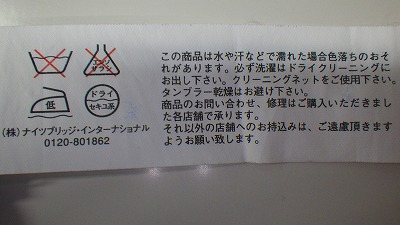 エンソ
サラシ
低
ドライ
セキユ系
(株)ナイツブリッジ・インターナショナル
0120-801862
この商品は水や汗などで濡れた場合色落ちのおそ
れがあります。必ず洗濯はドライクリーニングに
お出し下さい。クリーニングネットをご使用下さい。
タンブラー乾燥はお避け下さい。
商品のお問い合わせ、修理はご購入いただきまし
た各店舗で承ります。
それ以外の店舗へのお持込みは、ご遠慮頂きます
ようお願い致します。